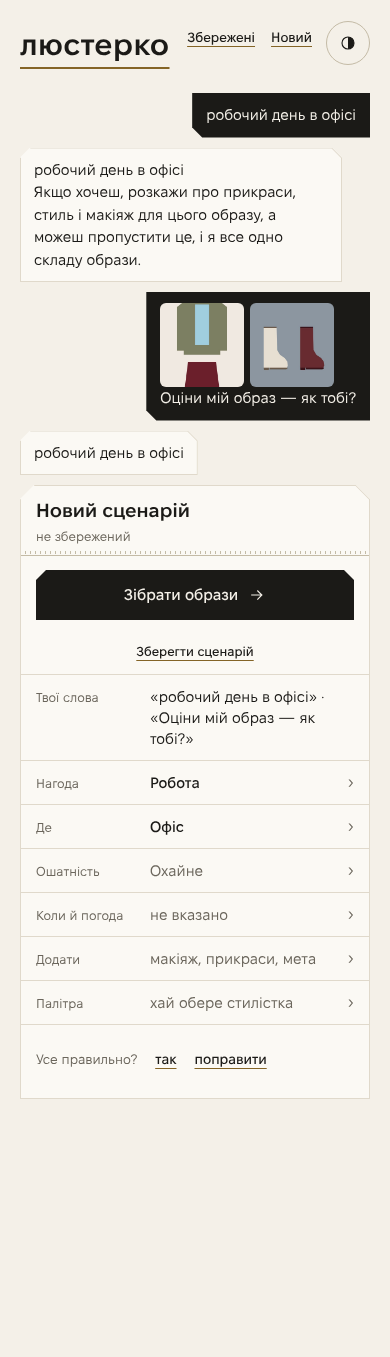 люстерко
Збережені
Новий
робочий день в офісі
робочий день в офісі
Якщо хочеш, розкажи про прикраси,
стиль і макіяж для цього образу, а
можеш пропустити це, і я все одно
складу образи.
Оціни мій образ — як тобі?
робочий день в офісі
Новий сценарій
не збережений
Зібрати образи →
Зберегти сценарій
Твої слова
«робочий день в офісі» ·
«Оціни мій образ — як
тобі?»
Нагода
Робота
Де
Офіс
Ошатність
Охайне
Коли й погода
не вказано
Додати
макіяж, прикраси, мета
Палітра
хай обере стилістка
Усе правильно?
так
поправити